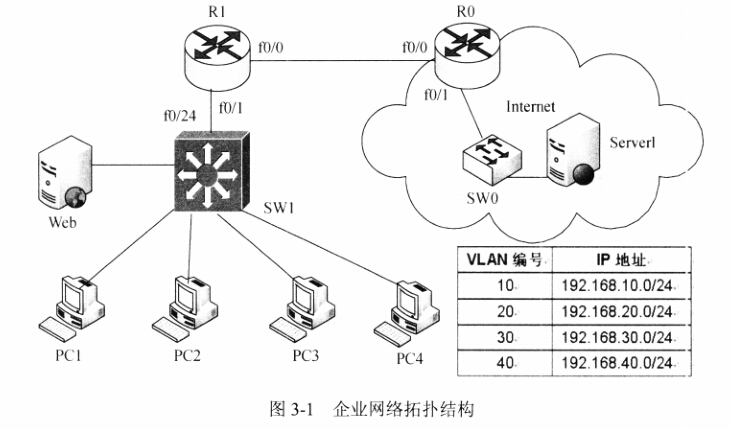 R1
R0
f0/0
f0/0
f0/1
f0/1
f0/24
Internet
Server1
SW0
SW1
Web
PC1
PC2
PC3
PC4
VLAN 编号 IP 地址
10 192.168.10.0/24
20 192.168.20.0/24
30 192.168.30.0/24
40 192.168.40.0/24
图 3-1 企业网络拓扑结构